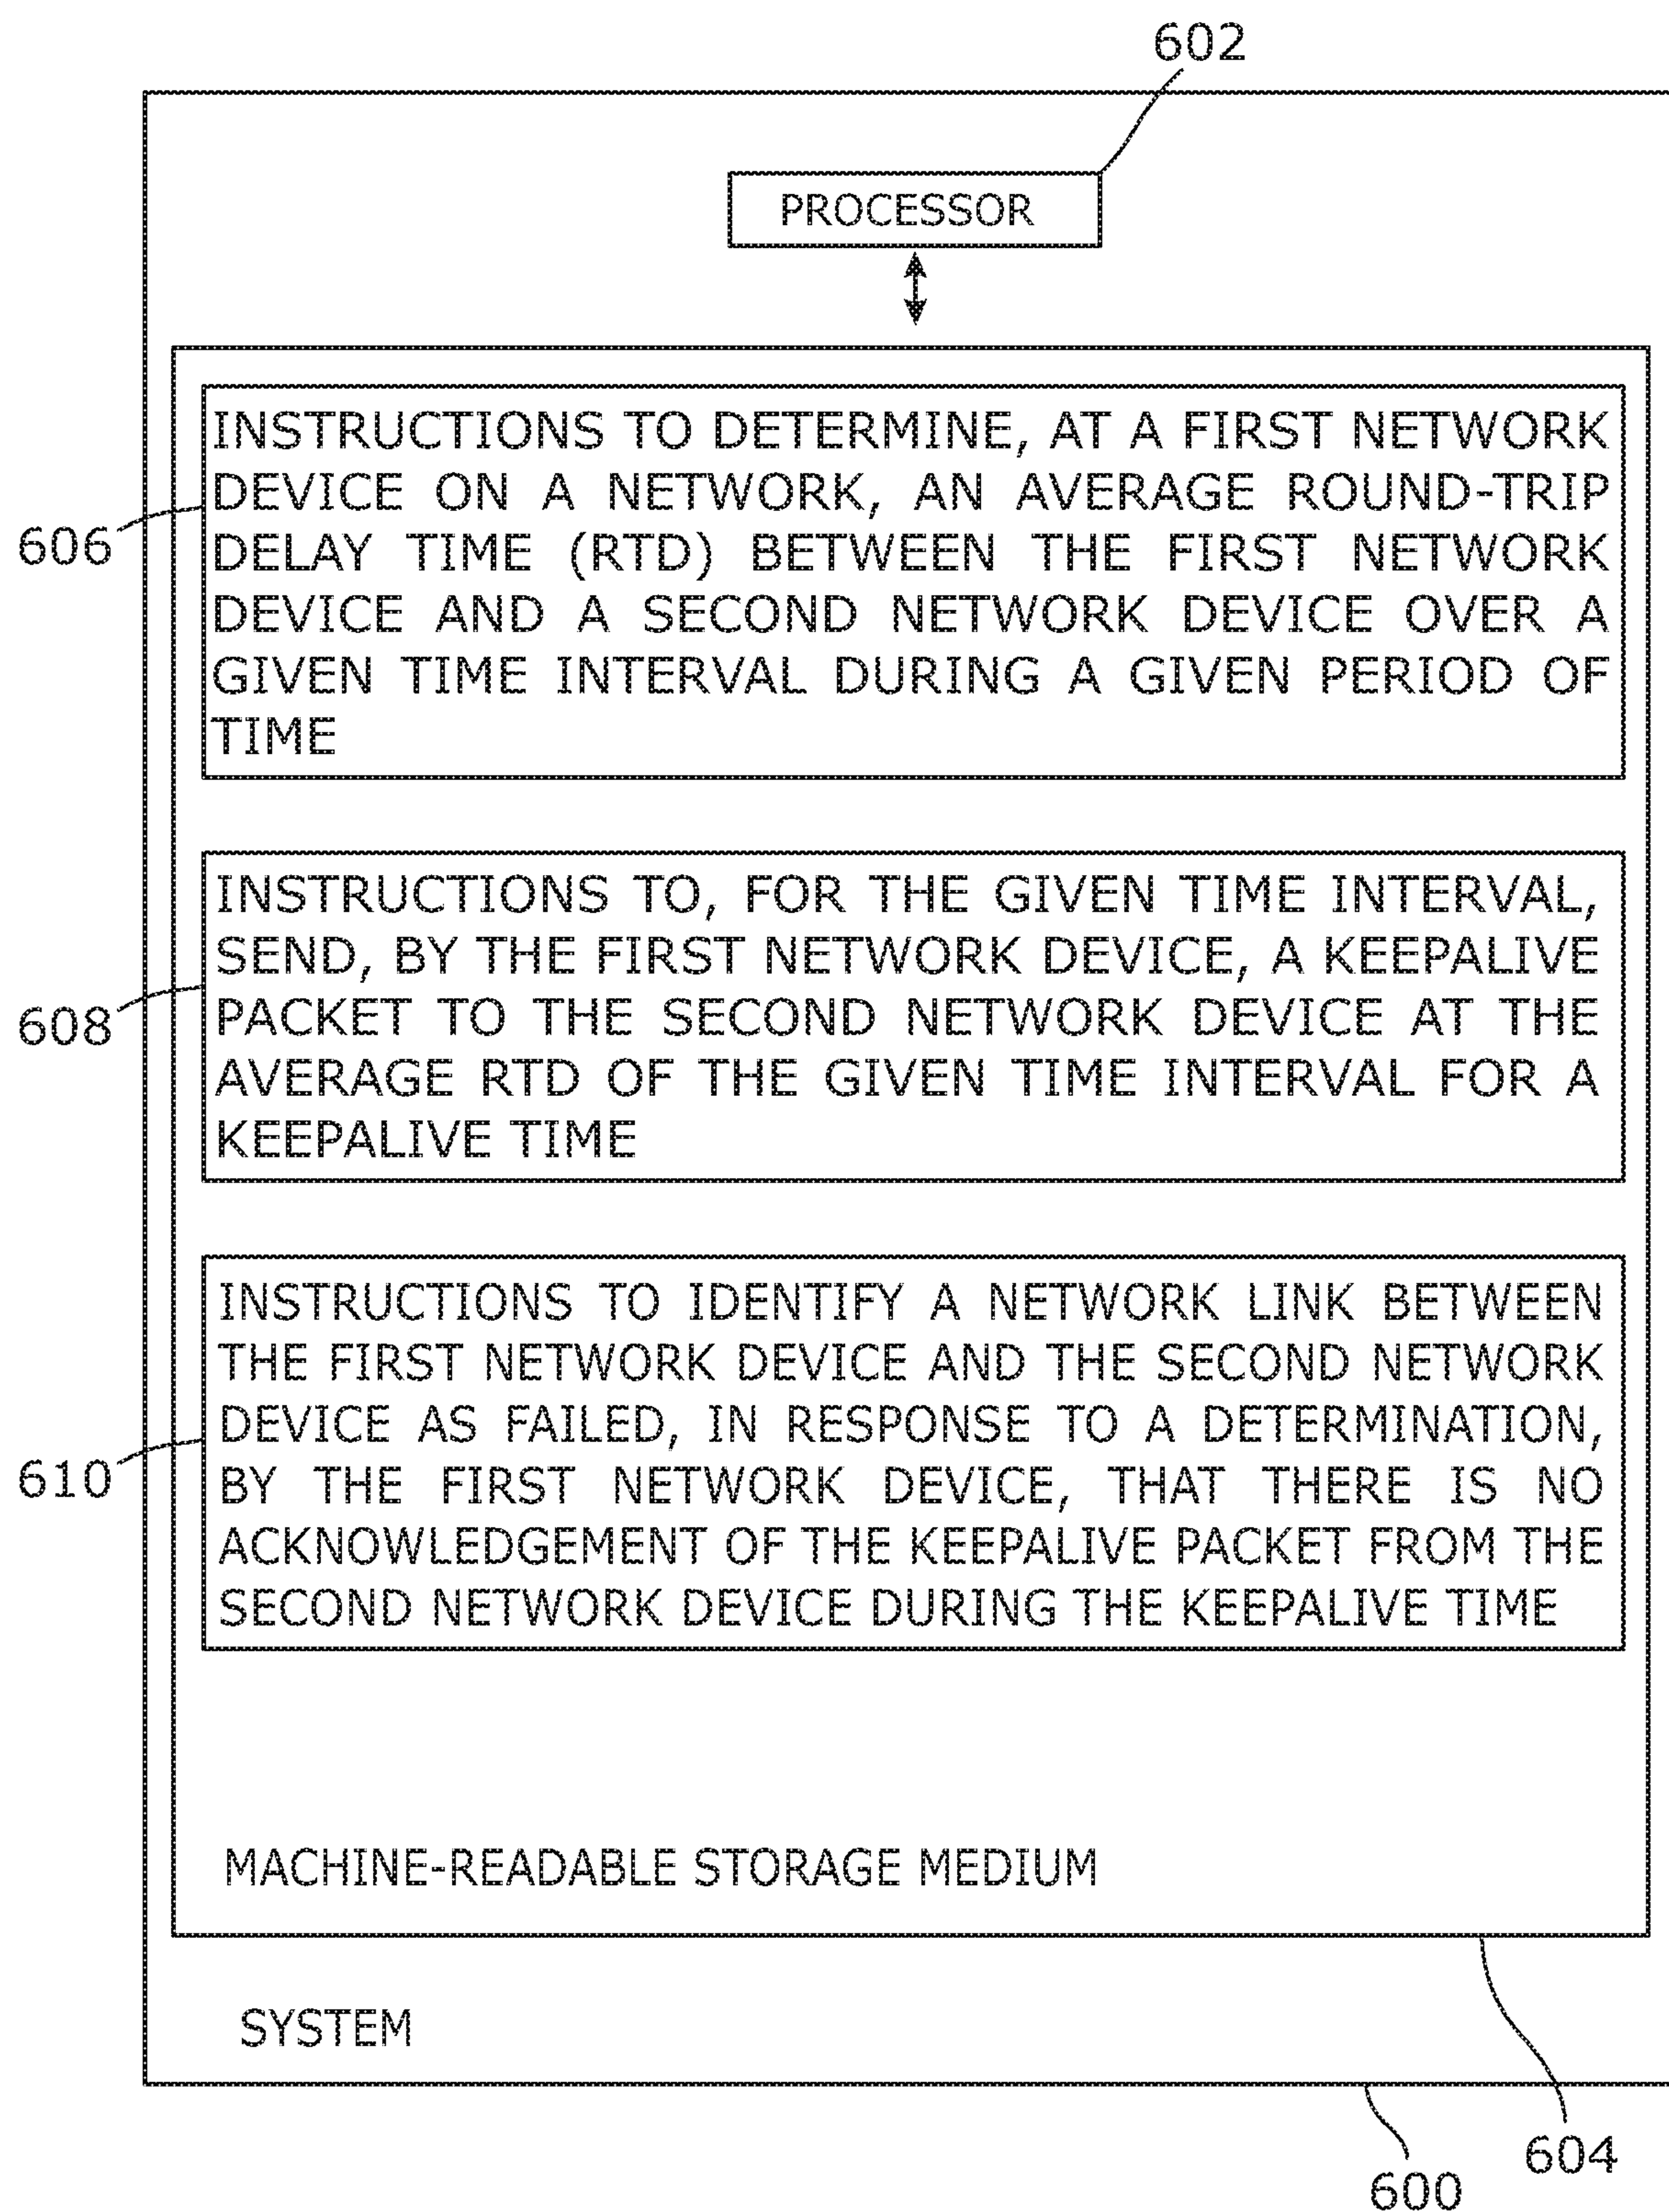 602
PROCESSOR
INSTRUCTIONS TO DETERMINE, AT A FIRST NETWORK
DEVICE ON A NETWORK, AN AVERAGE ROUND-TRIP
606
DELAY TIME (RTD) BETWEEN THE FIRST NETWORK
DEVICE AND A SECOND NETWORK DEVICE OVER A
GIVEN TIME INTERVAL DURING A GIVEN PERIOD OF
TIME
INSTRUCTIONS TO, FOR THE GIVEN TIME INTERVAL,
SEND, BY THE FIRST NETWORK DEVICE, A KEEPALIVE
608
PACKET TO THE SECOND NETWORK DEVICE AT THE
AVERAGE RTD OF THE GIVEN TIME INTERVAL FOR A
KEEPALIVE TIME
INSTRUCTIONS TO IDENTIFY A NETWORK LINK BETWEEN
THE FIRST NETWORK DEVICE AND THE SECOND NETWORK
DEVICE AS FAILED, IN RESPONSE TO A DETERMINATION,
610
BY THE FIRST NETWORK DEVICE, THAT THERE IS NO
ACKNOWLEDGEMENT OF THE KEEPALIVE PACKET FROM THE
SECOND NETWORK DEVICE DURING THE KEEPALIVE TIME
MACHINE-READABLE STORAGE MEDIUM
SYSTEM
604
600